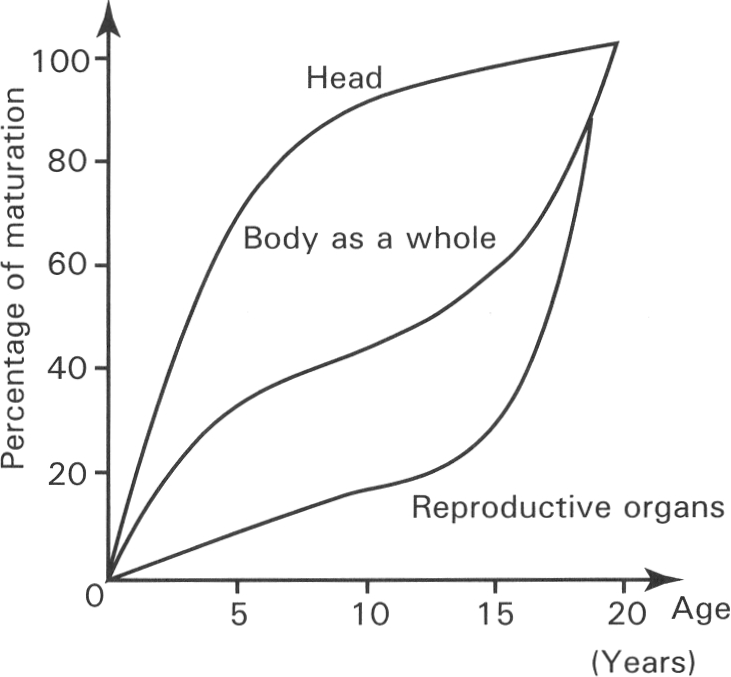 Percentage of maturation
100
80
60
40
20
0
Head
Body as a whole
Reproductive organs
5
10
15
20
Age
(Years)